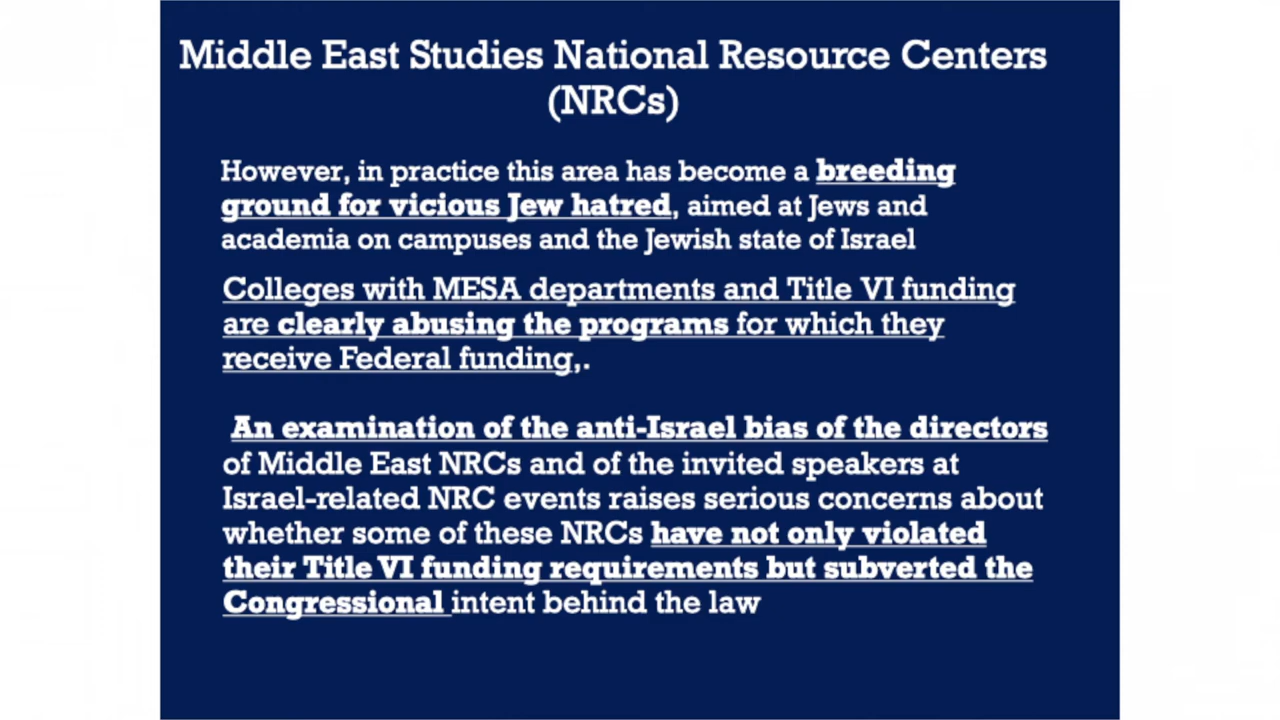 Middle East Studies National Resource Centers
(NRCs)
However, in practice this area has become a breeding
ground for vicious Jew hatred, aimed at Jews and
academia on campuses and the Jewish state of Israel
Colleges with MESA departments and Title VI funding
are clearly abusing the programs for which they
receive Federal funding,.
An examination of the anti-Israel bias of the directors
of Middle East NRCs and of the invited speakers at
Israel-related NRC events raises serious concerns about
whether some of these NRCs have not only violated
their Title VI funding requirements but subverted the
Congressional intent behind the law